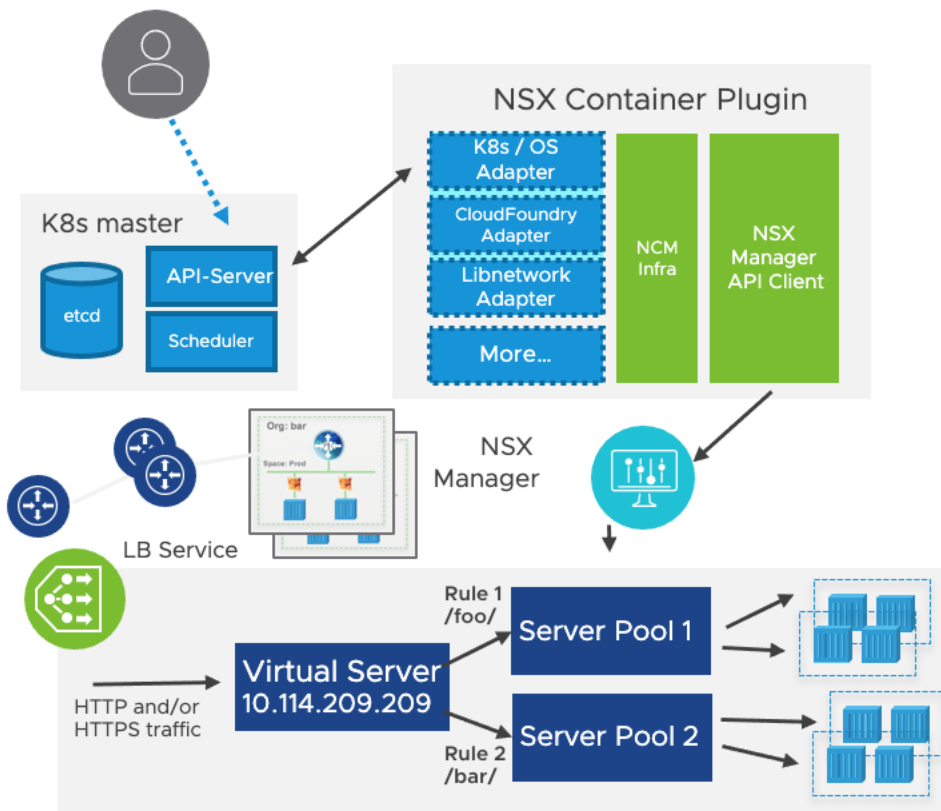 NSX Container Plugin
K8s / OS
Adapter
CloudFoundry
Adapter
Libnetwork
Adapter
More...
NCM
Infra
NSX
Manager
API Client
K8s master
etcd
API-Server
Scheduler
Org: bar
Space: Prod
NSX
Manager
LB Service
HTTP and/or
HTTPS traffic
Virtual Server
10.114.209.209
Rule 1
/foo/
Server Pool 1
Rule 2
/bar/
Server Pool 2